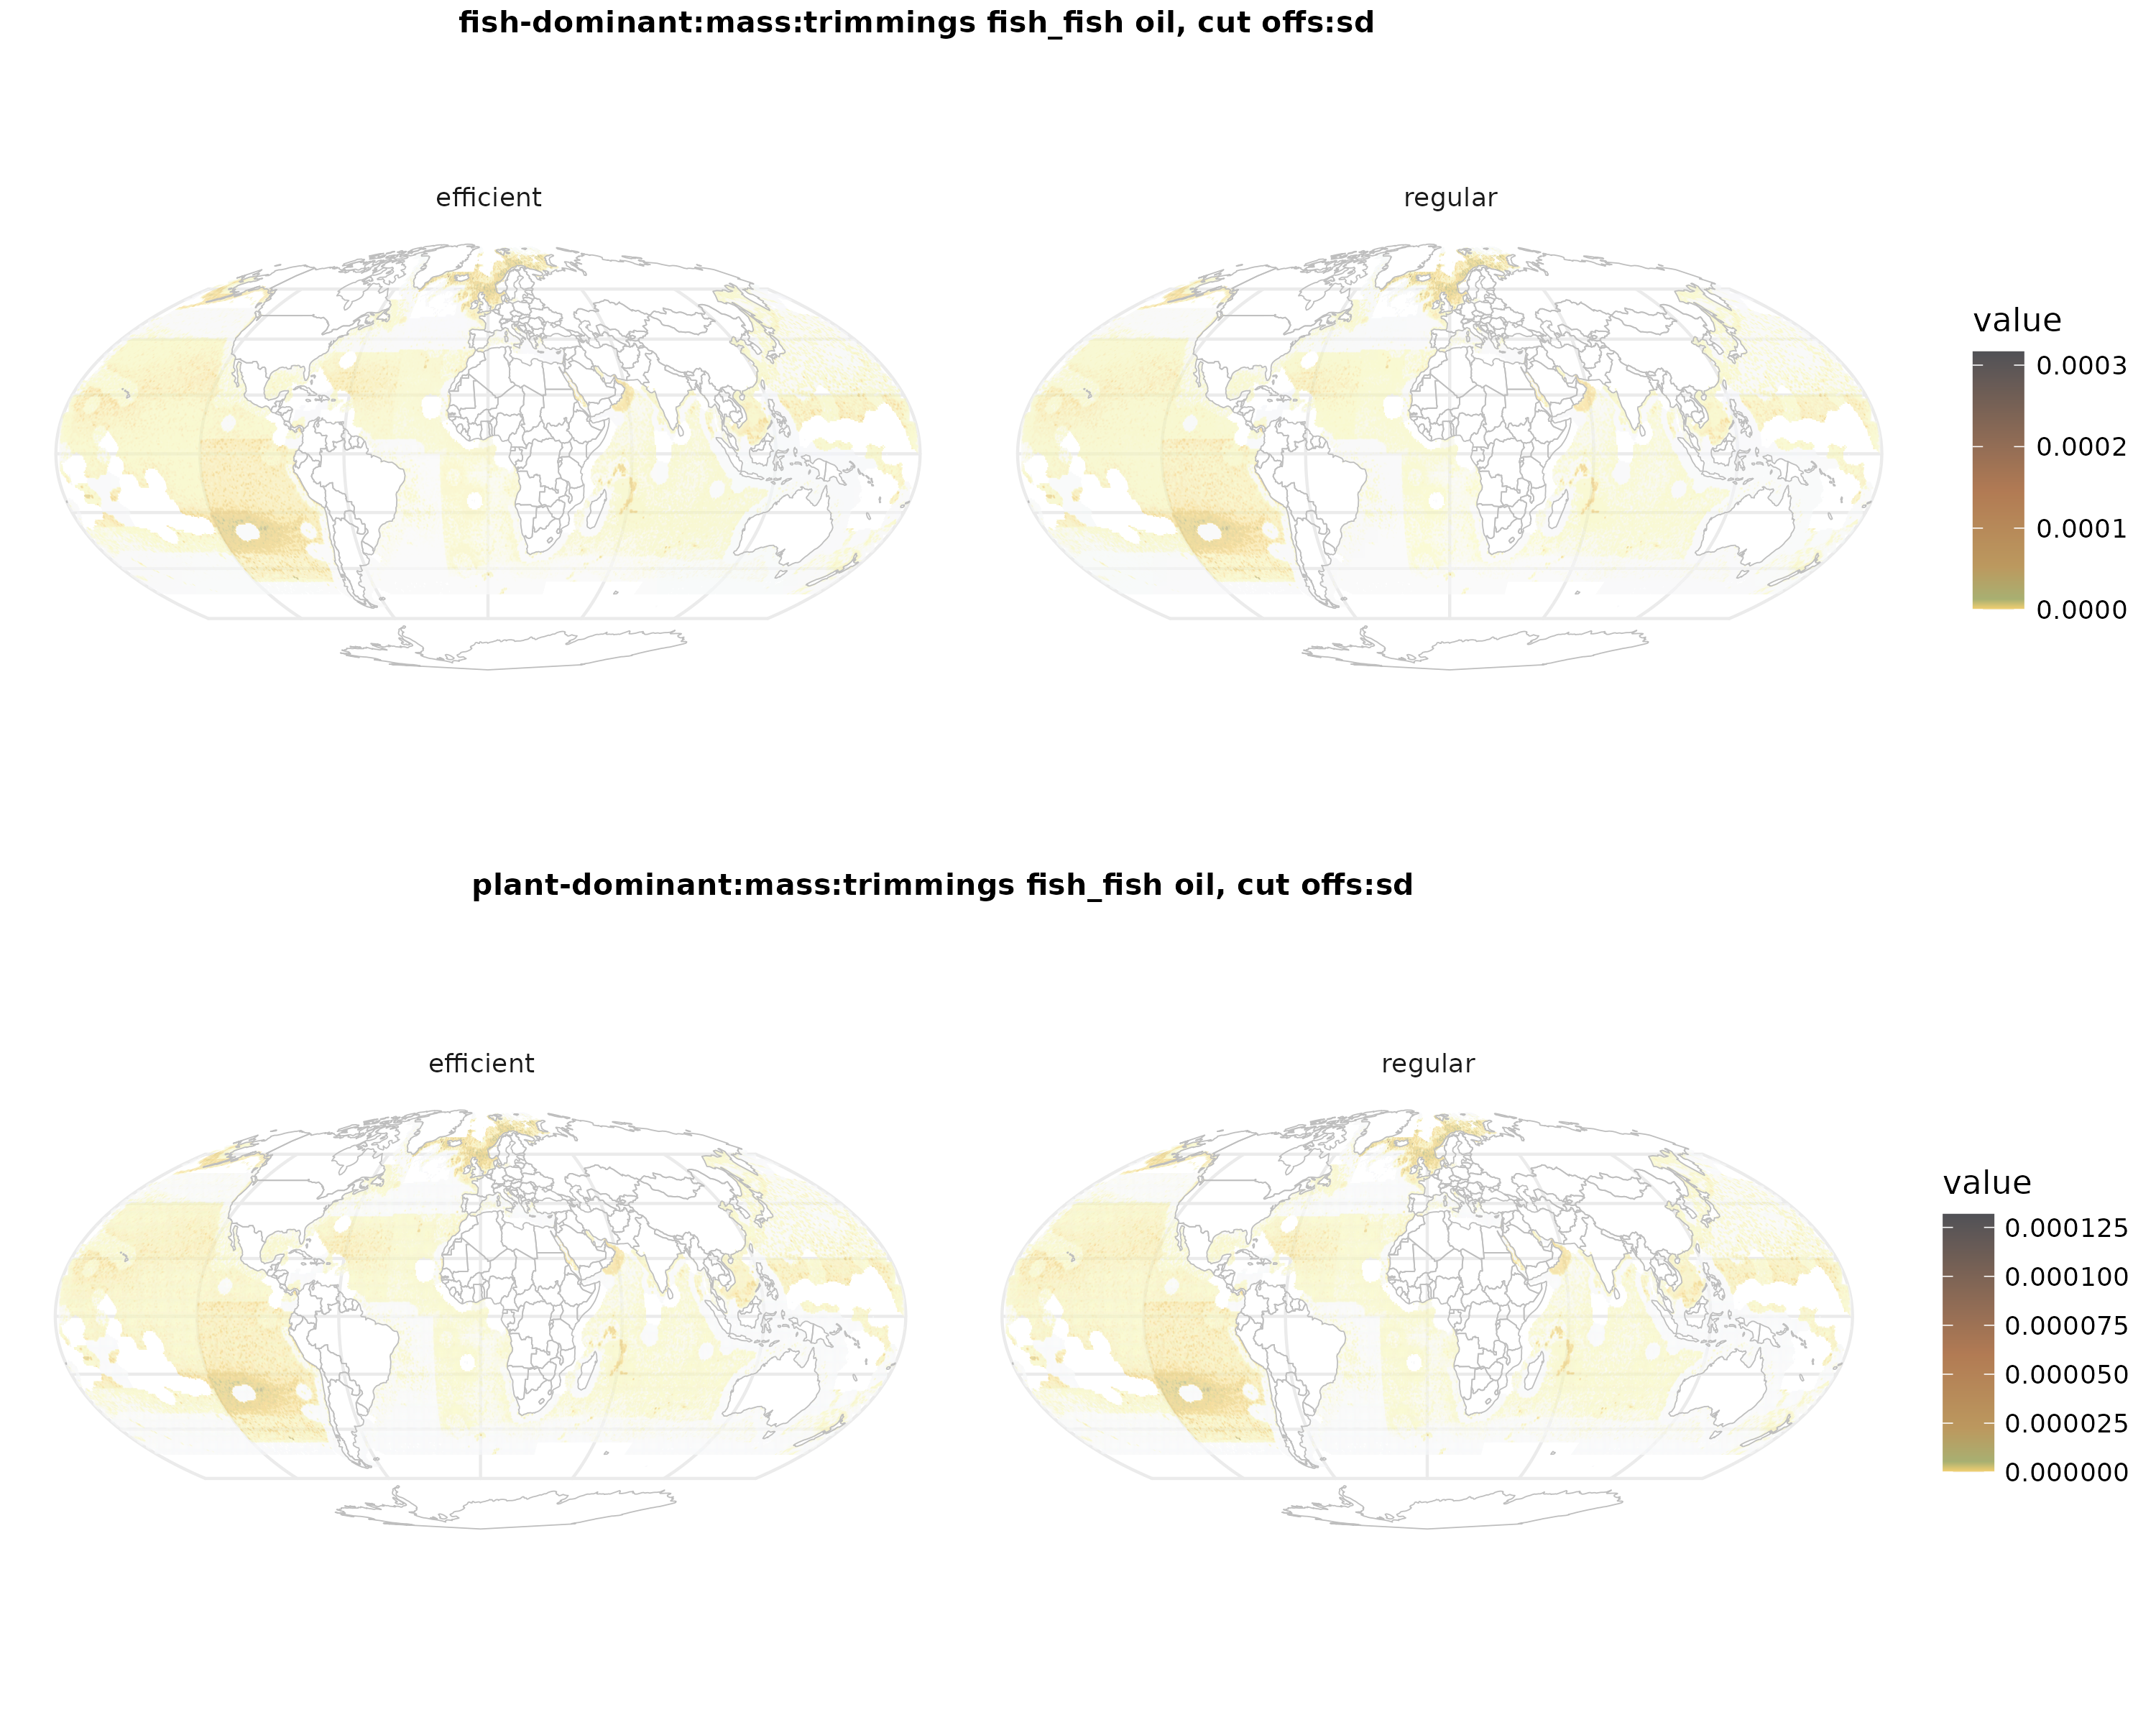 fish-dominant:mass:trimmings fish_fish oil, cut offs:sd
efficient
regular
value
0.0003
0.0002
0.0001
0.0000
plant-dominant:mass:trimmings fish_fish oil, cut offs:sd
efficient
regular
value
0.000125
0.000100
0.000075
0.000050
0.000025
0.000000